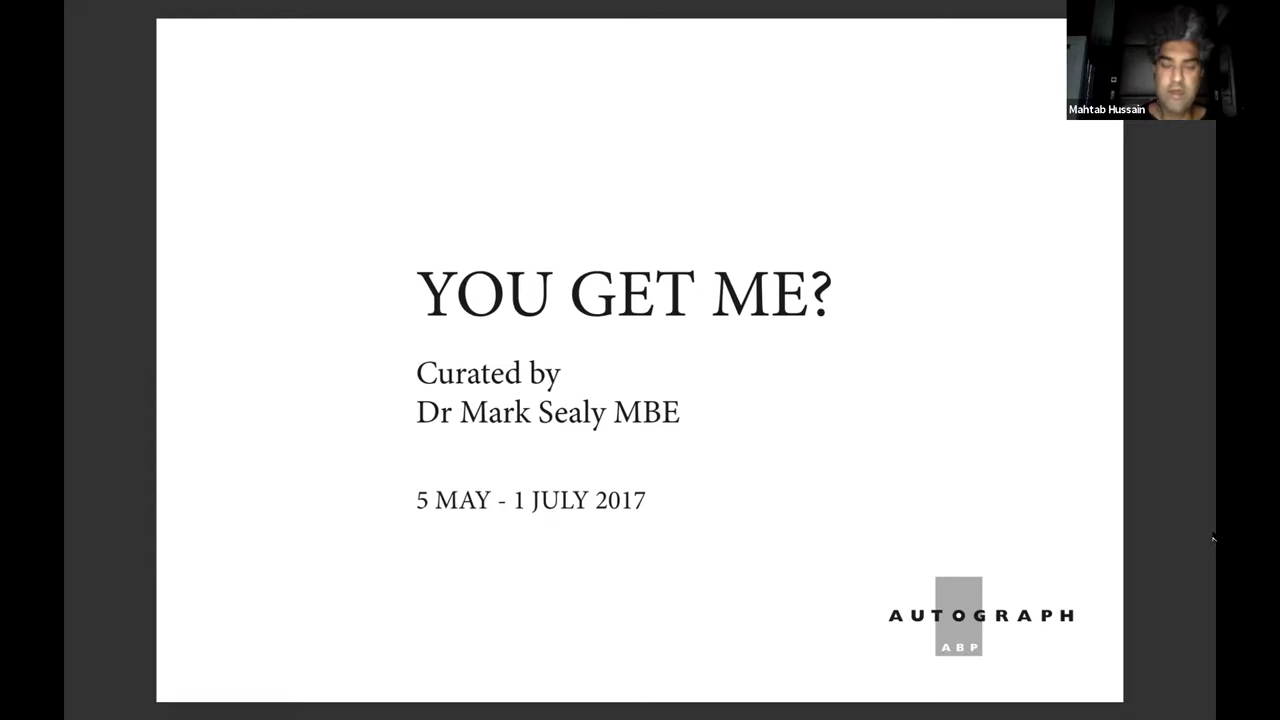 Mahtab Hussain
YOU GET ME?
Curated by
Dr Mark Sealy MBE
5 MAY - 1 JULY 2017
AUTOGRAPH
ABP